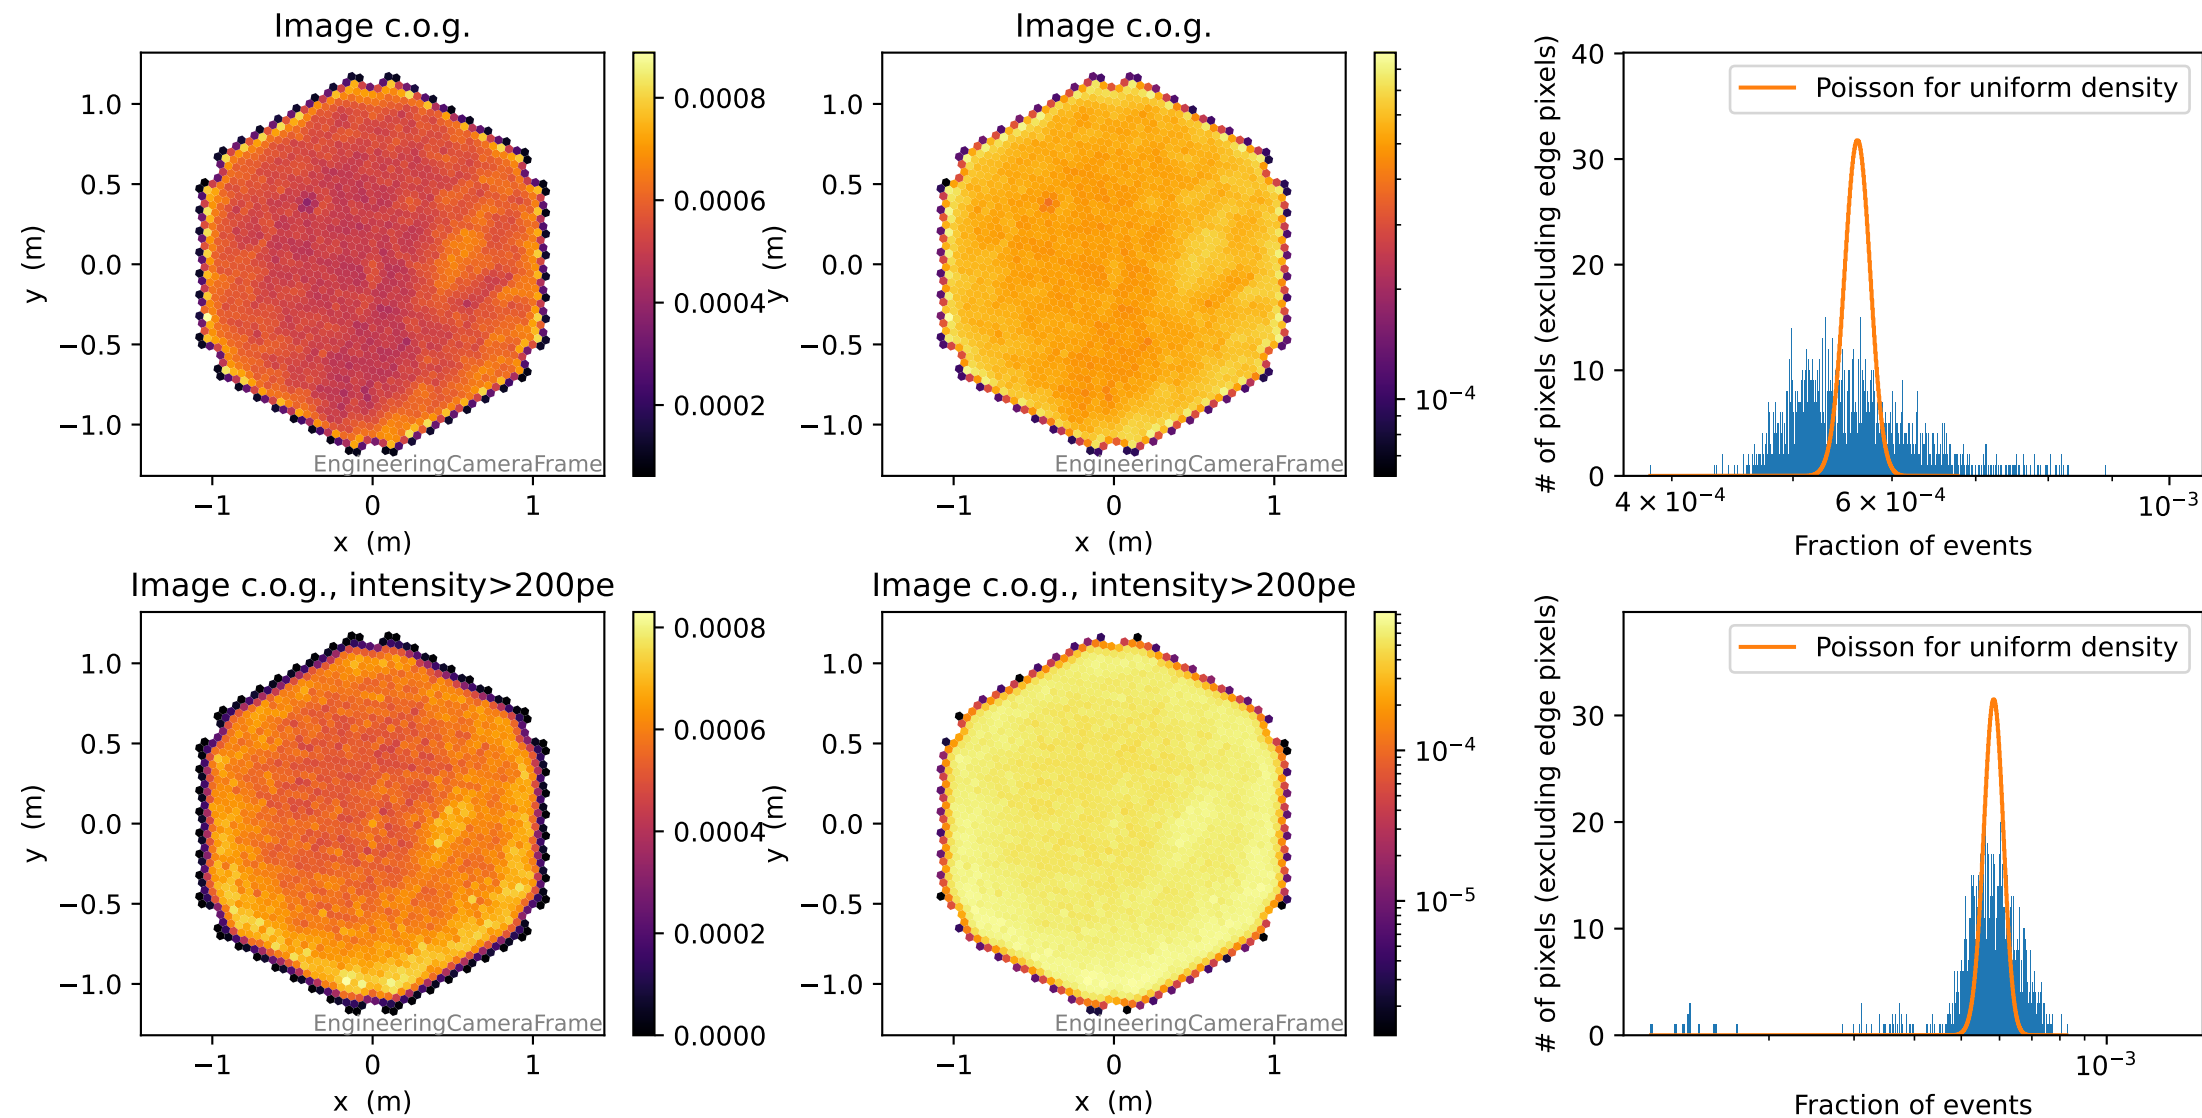 Image c.o.g.
1.0
0.5
0.0
−0.5
−1.0
y (m)
−1 0 1
x (m)
EngineeringCameraFrame
0.0008
0.0006
0.0004
0.0002
Image c.o.g.
1.0
0.5
0.0
−0.5
−1.0
y (m)
−1 0 1
x (m)
EngineeringCameraFrame
10⁻⁴
# of pixels (excluding edge pixels)
40
30
20
10
0
Poisson for uniform density
4 × 10⁻⁴ 6 × 10⁻⁴ 10⁻³
Fraction of events
Image c.o.g., intensity>200pe
1.0
0.5
0.0
−0.5
−1.0
y (m)
−1 0 1
x (m)
EngineeringCameraFrame
0.0008
0.0006
0.0004
0.0002
0.0000
Image c.o.g., intensity>200pe
1.0
0.5
0.0
−0.5
−1.0
y (m)
−1 0 1
x (m)
EngineeringCameraFrame
10⁻⁴
10⁻⁵
# of pixels (excluding edge pixels)
30
20
10
0
Poisson for uniform density
10⁻³
Fraction of events